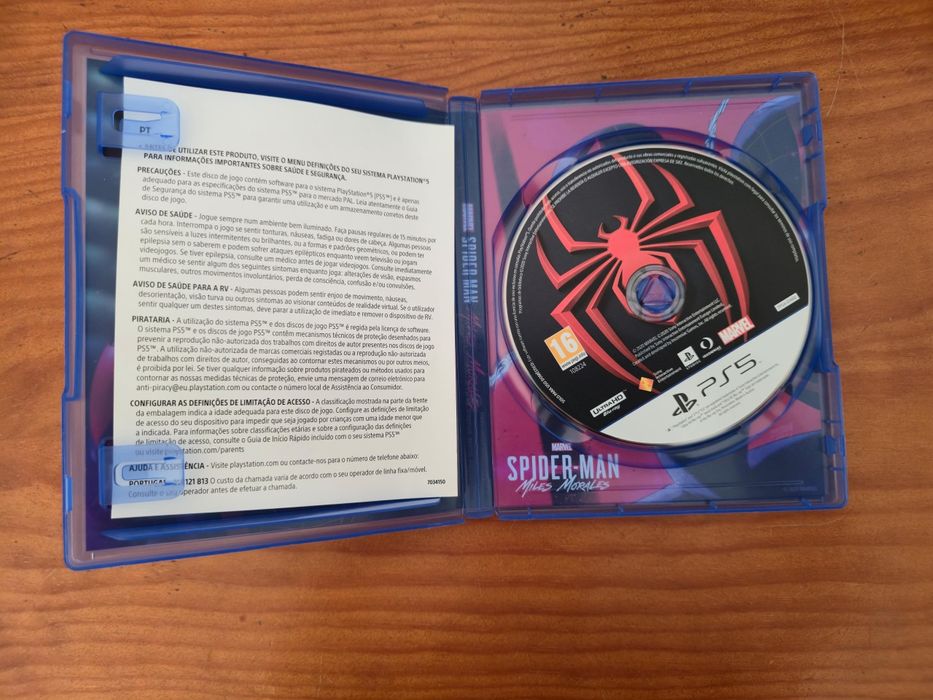 PT
UTILIZAR ESTE PRODUTO, VISITE O MENU DEFINIÇÕES DO SEU SISTEMA PLAYSTATION®5
PARA INFORMAÇÕES IMPORTANTES SOBRE SAÚDE E SEGURANÇA.
PRECAUÇÕES - Este disco de jogo contém software para o sistema PlayStation®5 (PS5™) e é apenas
adequado para as especificações do sistema PS5™ para o mercado PAL. Leia atentamente o Guia
de Segurança do sistema PS5™ para garantir uma utilização e um armazenamento corretos deste
disco de jogo.
AVISO DE SAÚDE - Jogue sempre num ambiente bem iluminado. Faça pausas regulares de 15 minutos por
cada hora. Interrompa o jogo se sentir tonturas, náuseas, fadiga ou dores de cabeça. Algumas pessoas
são sensíveis a luzes intermitentes ou brilhantes, ou a formas e padrões geométricos, ou podem ter
epilepsia sem o saberem e podem sofrer ataques epilépticos enquanto veem televisão ou jogam
videojogos. Se tiver epilepsia, consulte um médico antes de jogar videojogos. Consulte imediatamente
um médico se sentir algum dos seguintes sintomas enquanto joga: alterações de visão, espasmos
musculares, outros movimentos involuntários, perda de consciência, confusão e/ou convulsões.
AVISO DE SAÚDE PARA A RV - Algumas pessoas podem sentir enjoo de movimento, náuseas,
desorientação, visão turva ou outros sintomas ao visionar conteúdos de realidade virtual. Se o utilizador
sentir qualquer um destes sintomas, deve parar a utilização de imediato e remover o dispositivo de RV.
PIRATARIA - A utilização do sistema PS5™ e dos discos de jogo PS5™ é regida pela licença de software.
O sistema PS5™ e os discos de jogo PS5™ contêm mecanismos técnicos de proteção desenhados para
prevenir a reprodução não-autorizada dos trabalhos com direitos de autor presentes nos discos de jogo
PS5™. A utilização não-autorizada de marcas comerciais registadas ou a reprodução não-autorizada
de trabalhos com direitos de autor, conseguidas ao contornar estes mecanismos ou por outros meios,
é proibida por lei. Se tiver qualquer informação sobre produtos pirateados ou métodos usados para
contornar as nossas medidas técnicas de proteção, envie uma mensagem de correio eletrónico para
anti-piracy@eu.playstation.com ou contacte o número local de Assistência ao Consumidor.
CONFIGURAR AS DEFINIÇÕES DE LIMITAÇÃO DE ACESSO - A classificação mostrada na parte da frente
da embalagem indica a idade adequada para este disco de jogo. Configure as definições de limitação
de acesso do seu dispositivo para impedir que seja jogado por crianças com uma idade menor que
a indicada. Para informações sobre classificações etárias e sobre a configuração das definições
de limitação de acesso, consulte o Guia de Início Rápido incluído com o seu sistema PS5™
ou visite playstation.com/parents
AJUDA E ASSISTÊNCIA - Visite playstation.com ou contacte-nos para o número de telefone abaixo:
PORTUGAL 121 813 O custo da chamada varia de acordo com o seu operador de linha fixa/móvel.
Consulte o seu operador antes de efetuar a chamada.
7034150
MARVEL
SPIDER-MAN
MILES MORALES
16
www.pegi.info
108224
ULTRA HD
Blu-ray
MARVEL
PS5
MARVEL
SPIDER-MAN
MILES MORALES